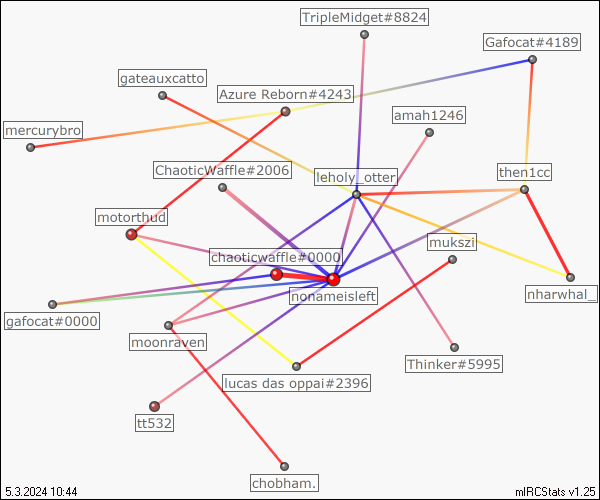 TripleMidget#8824
Gafocat#4189
gateauxcatto
Azure Reborn#4243
amah1246
mercurybro
ChaoticWaffle#2006
leholy_otter
then1cc
motorthud
mukszi
chaoticwaffle#0000
nonameisleft
nharwhal_
gafocat#0000
moonraven
Thinker#5995
lucas das oppai#2396
tt532
chobham.
5.3.2024 10:44
mIRCStats v1.25